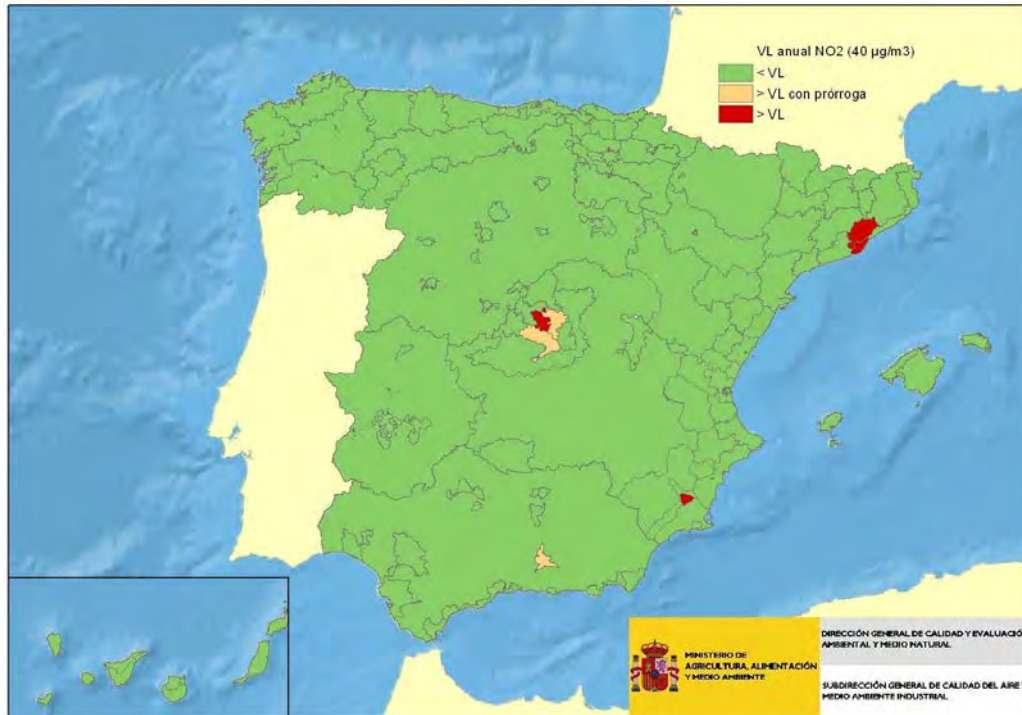 VL anual NO2 (40 µg/m3)
< VL
> VL con prórroga
> VL
MINISTERIO DE
AGRICULTURA, ALIMENTACIÓN
Y MEDIO AMBIENTE
DIRECCIÓN GENERAL DE CALIDAD Y EVALUACIÓ
AMBIENTAL Y MEDIO NATURAL
SUBDIRECCIÓN GENERAL DE CALIDAD DEL AIRE Y
MEDIO AMBIENTE INDUSTRIAL